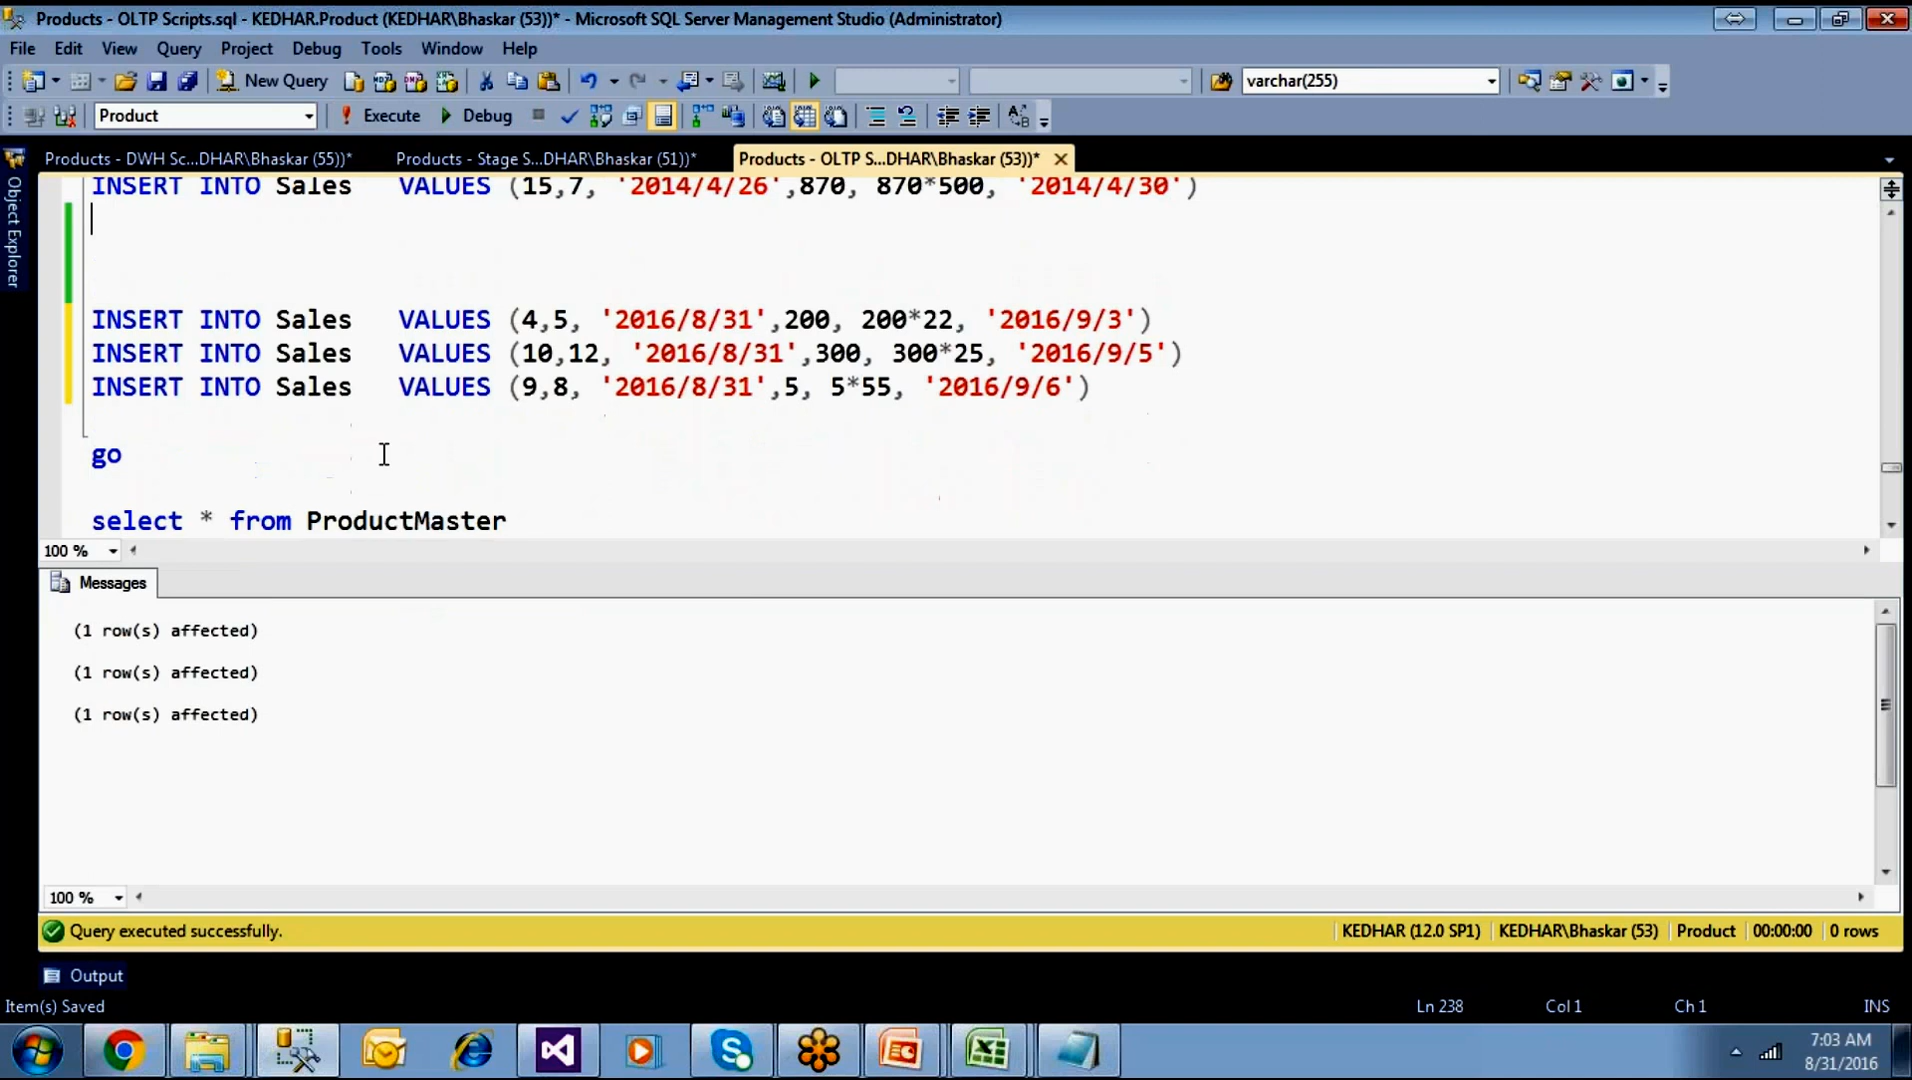 Products - OLTP Scripts.sql - KEDHAR.Product (KEDHAR\Bhaskar (53))* - Microsoft SQL Server Management Studio (Administrator)
File Edit View Query Project Debug Tools Window Help
New Query varchar(255)
Product Execute Debug
Products - DWH Sc...DHAR\Bhaskar (55))* Products - Stage S...DHAR\Bhaskar (51))* Products - OLTP S...DHAR\Bhaskar (53))*
Object Explorer
INSERT INTO Sales VALUES (15,7, '2014/4/26',870, 870*500, '2014/4/30')
INSERT INTO Sales VALUES (4,5, '2016/8/31',200, 200*22, '2016/9/3')
INSERT INTO Sales VALUES (10,12, '2016/8/31',300, 300*25, '2016/9/5')
INSERT INTO Sales VALUES (9,8, '2016/8/31',5, 5*55, '2016/9/6')
go
select * from ProductMaster
100 %
Messages
(1 row(s) affected)
(1 row(s) affected)
(1 row(s) affected)
100 %
Query executed successfully. KEDHAR (12.0 SP1) KEDHAR\Bhaskar (53) Product 00:00:00 0 rows
Output
Item(s) Saved Ln 238 Col 1 Ch 1 INS
7:03 AM
8/31/2016